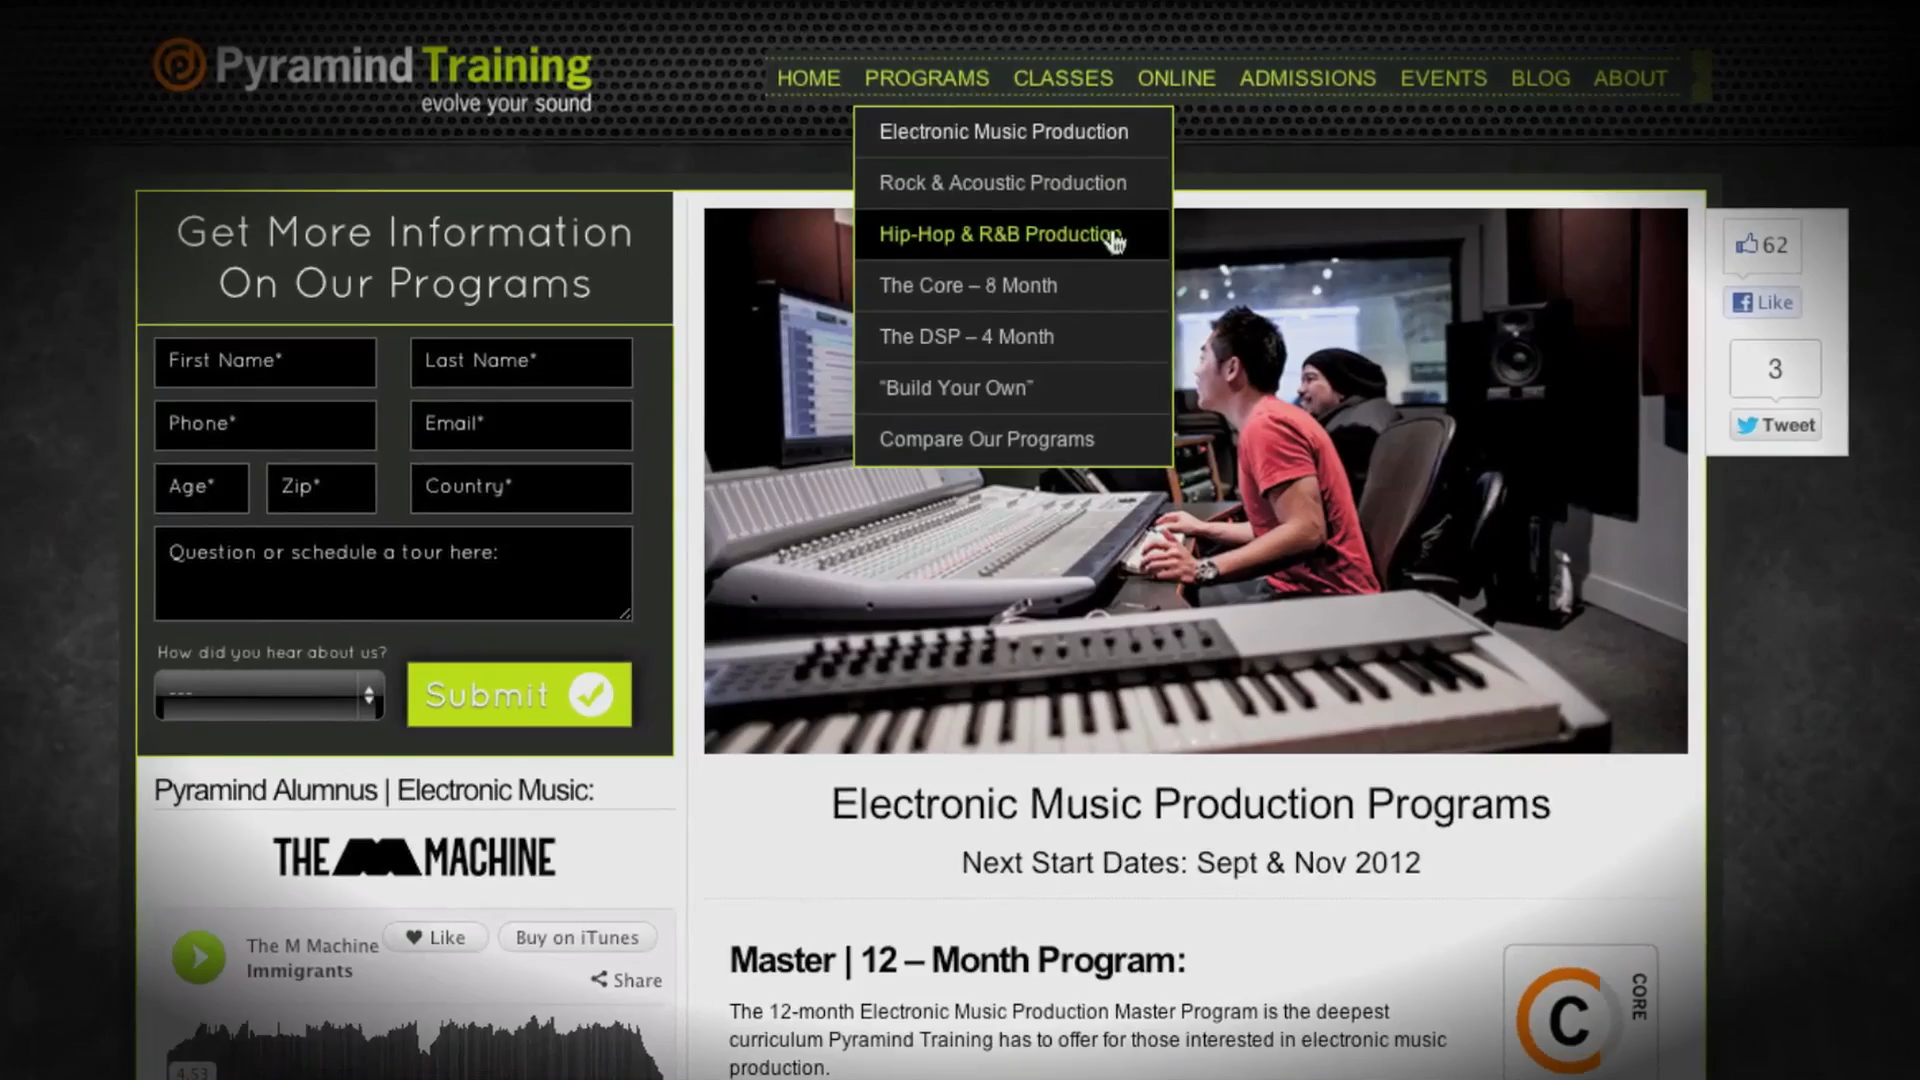 Pyramind Training
evolve your sound
HOME PROGRAMS CLASSES ONLINE ADMISSIONS EVENTS BLOG ABOUT
Electronic Music Production
Rock & Acoustic Production
Hip-Hop & R&B Production
The Core – 8 Month
The DSP – 4 Month
"Build Your Own"
Compare Our Programs
Get More Information
On Our Programs
First Name*
Last Name*
Phone*
Email*
Age*
Zip*
Country*
Question or schedule a tour here:
How did you hear about us?
---
Submit
62
Like
3
Tweet
Pyramind Alumnus | Electronic Music:
THE M MACHINE
The M Machine
Immigrants
Like
Buy on iTunes
Share
4.53
Electronic Music Production Programs
Next Start Dates: Sept & Nov 2012
Master | 12 – Month Program:
The 12-month Electronic Music Production Master Program is the deepest
curriculum Pyramind Training has to offer for those interested in electronic music
production.
C
CORE